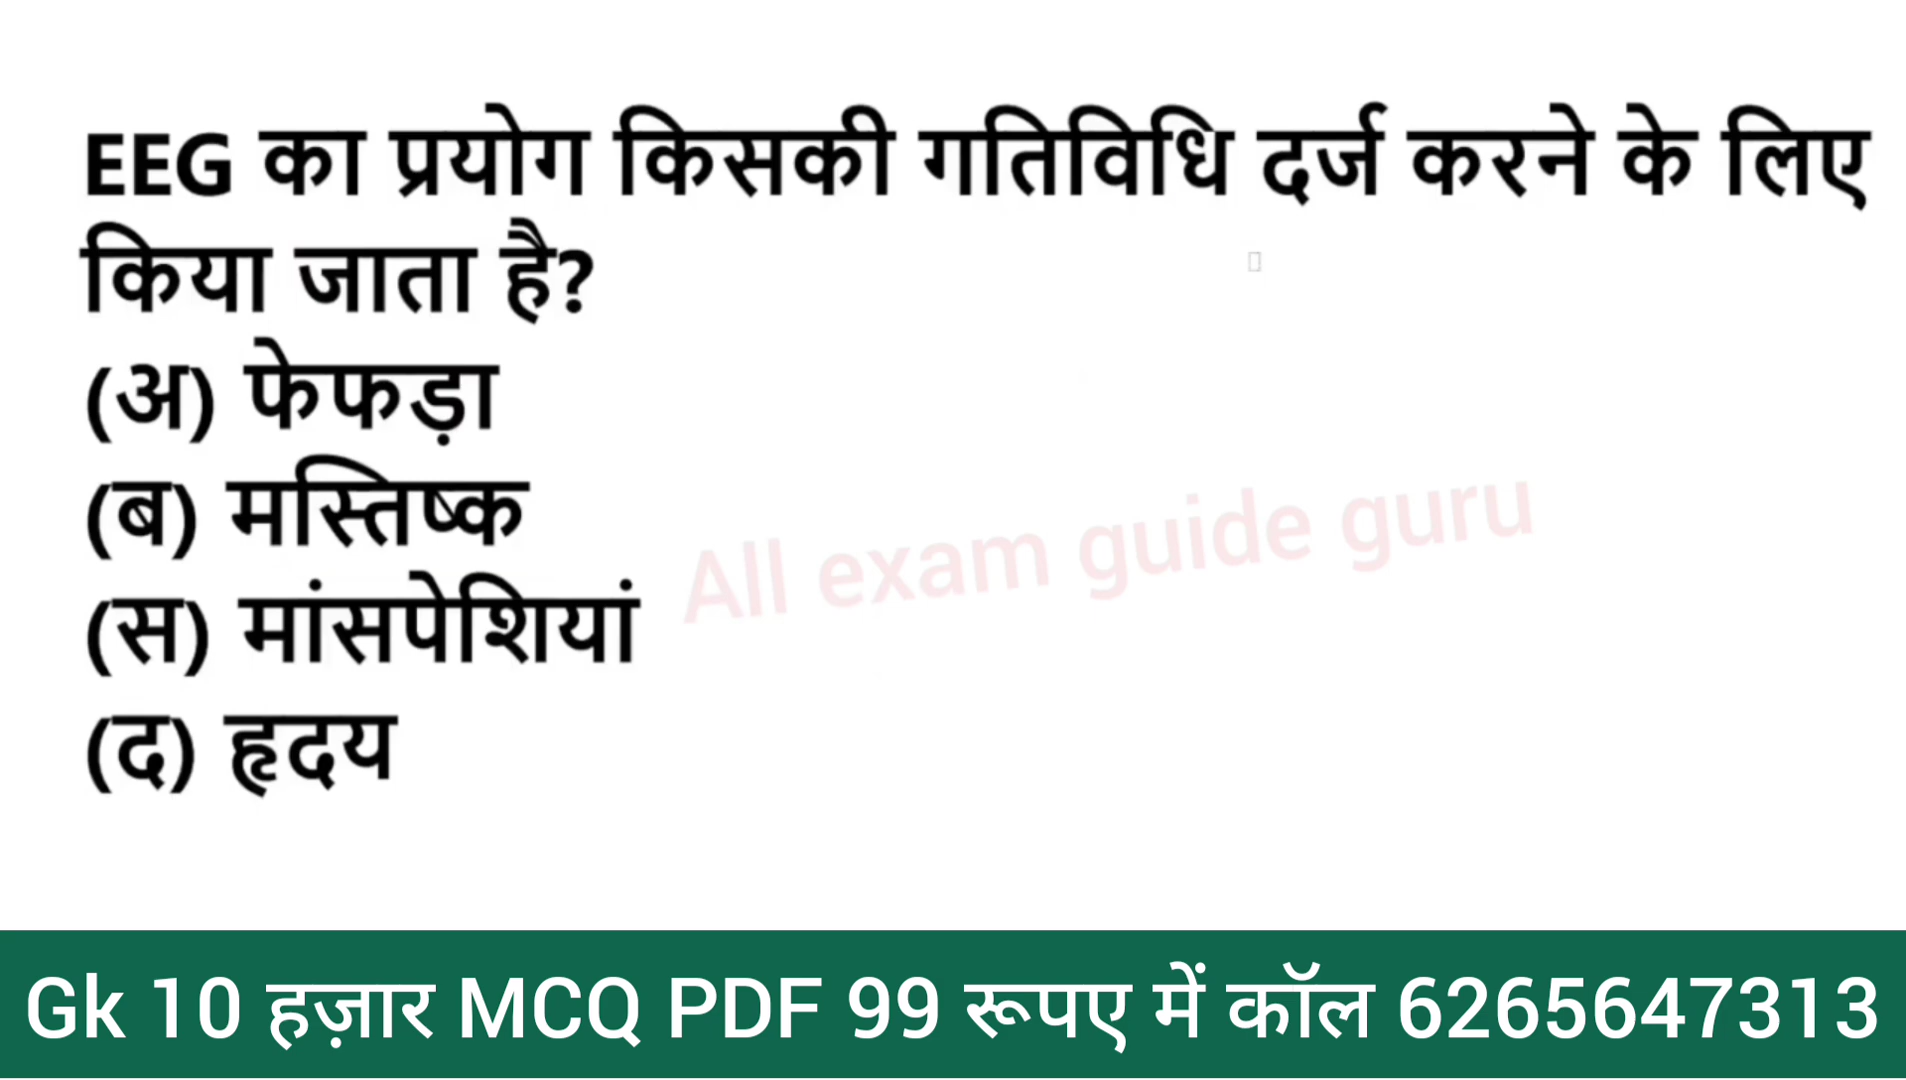 EEG का प्रयोग किसकी गतिविधि दर्ज करने के लिए
किया जाता है?
(अ) फेफड़ा
(ब) मस्तिष्क
(स) मांसपेशियां
(द) हृदय
All exam guide guru
Gk 10 हज़ार MCQ PDF 99 रूपए में कॉल 6265647313